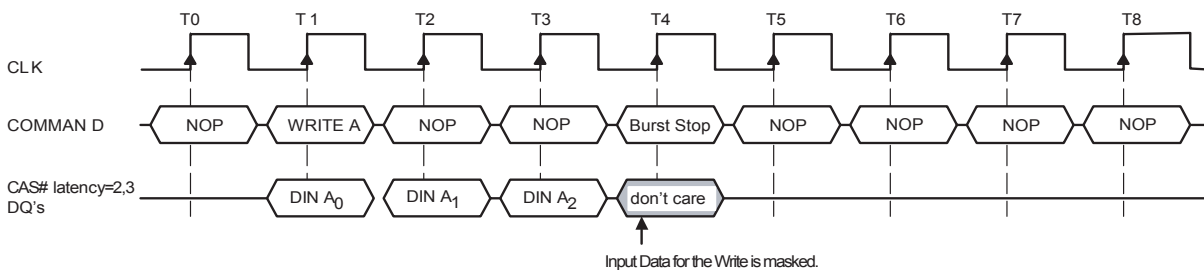 T0 T1 T2 T3 T4 T5 T6 T7 T8
CLK
COMMAN D NOP WRITE A NOP NOP Burst Stop NOP NOP NOP NOP
CAS# latency=2,3
DQ's DIN A0 DIN A1 DIN A2 don't care
Input Data for the Write is masked.